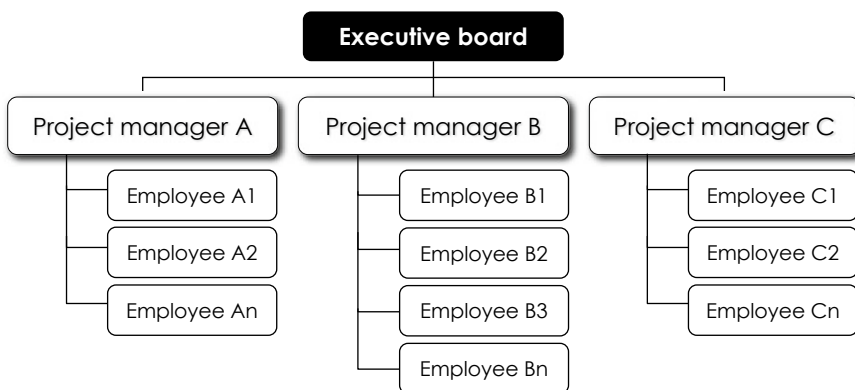 Executive board
Project manager A
Project manager B
Project manager C
Employee A1
Employee A2
Employee An
Employee B1
Employee B2
Employee B3
Employee Bn
Employee C1
Employee C2
Employee Cn